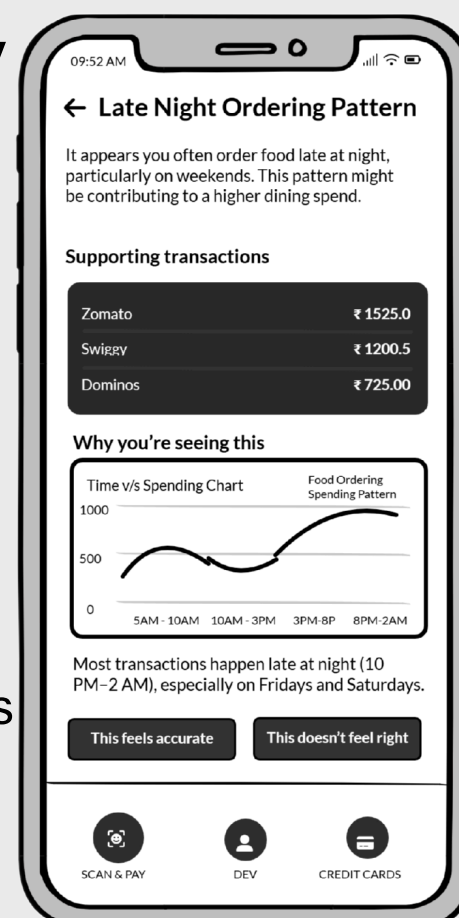 y
09:52 AM
← Late Night Ordering Pattern
It appears you often order food late at night,
particularly on weekends. This pattern might
be contributing to a higher dining spend.
Supporting transactions
Zomato ₹ 1525.0
Swiggy ₹ 1200.5
Dominos ₹ 725.00
Why you're seeing this
Time v/s Spending Chart
Food Ordering
Spending Pattern
1000
500
0
5AM - 10AM 10AM - 3PM 3PM-8P 8PM-2AM
Most transactions happen late at night (10
PM–2 AM), especially on Fridays and Saturdays.
s
This feels accurate This doesn't feel right
SCAN & PAY DEV CREDIT CARDS